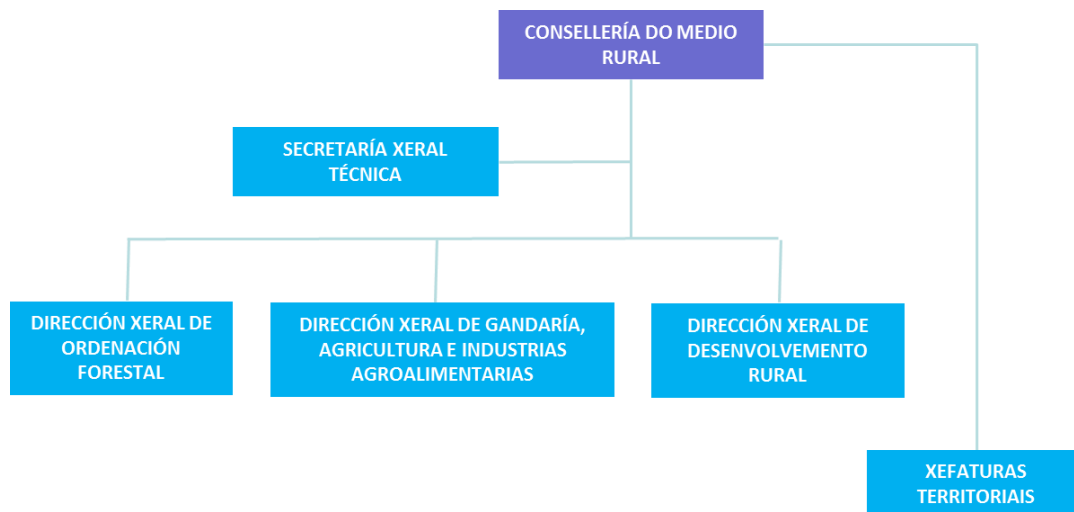 CONSELLERÍA DO MEDIO
RURAL
SECRETARÍA XERAL
TÉCNICA
DIRECCIÓN XERAL DE
ORDENACIÓN
FORESTAL
DIRECCIÓN XERAL DE GANDARÍA,
AGRICULTURA E INDUSTRIAS
AGROALIMENTARIAS
DIRECCIÓN XERAL DE
DESENVOLVEMENTO
RURAL
XEFATURAS
TERRITORIAIS